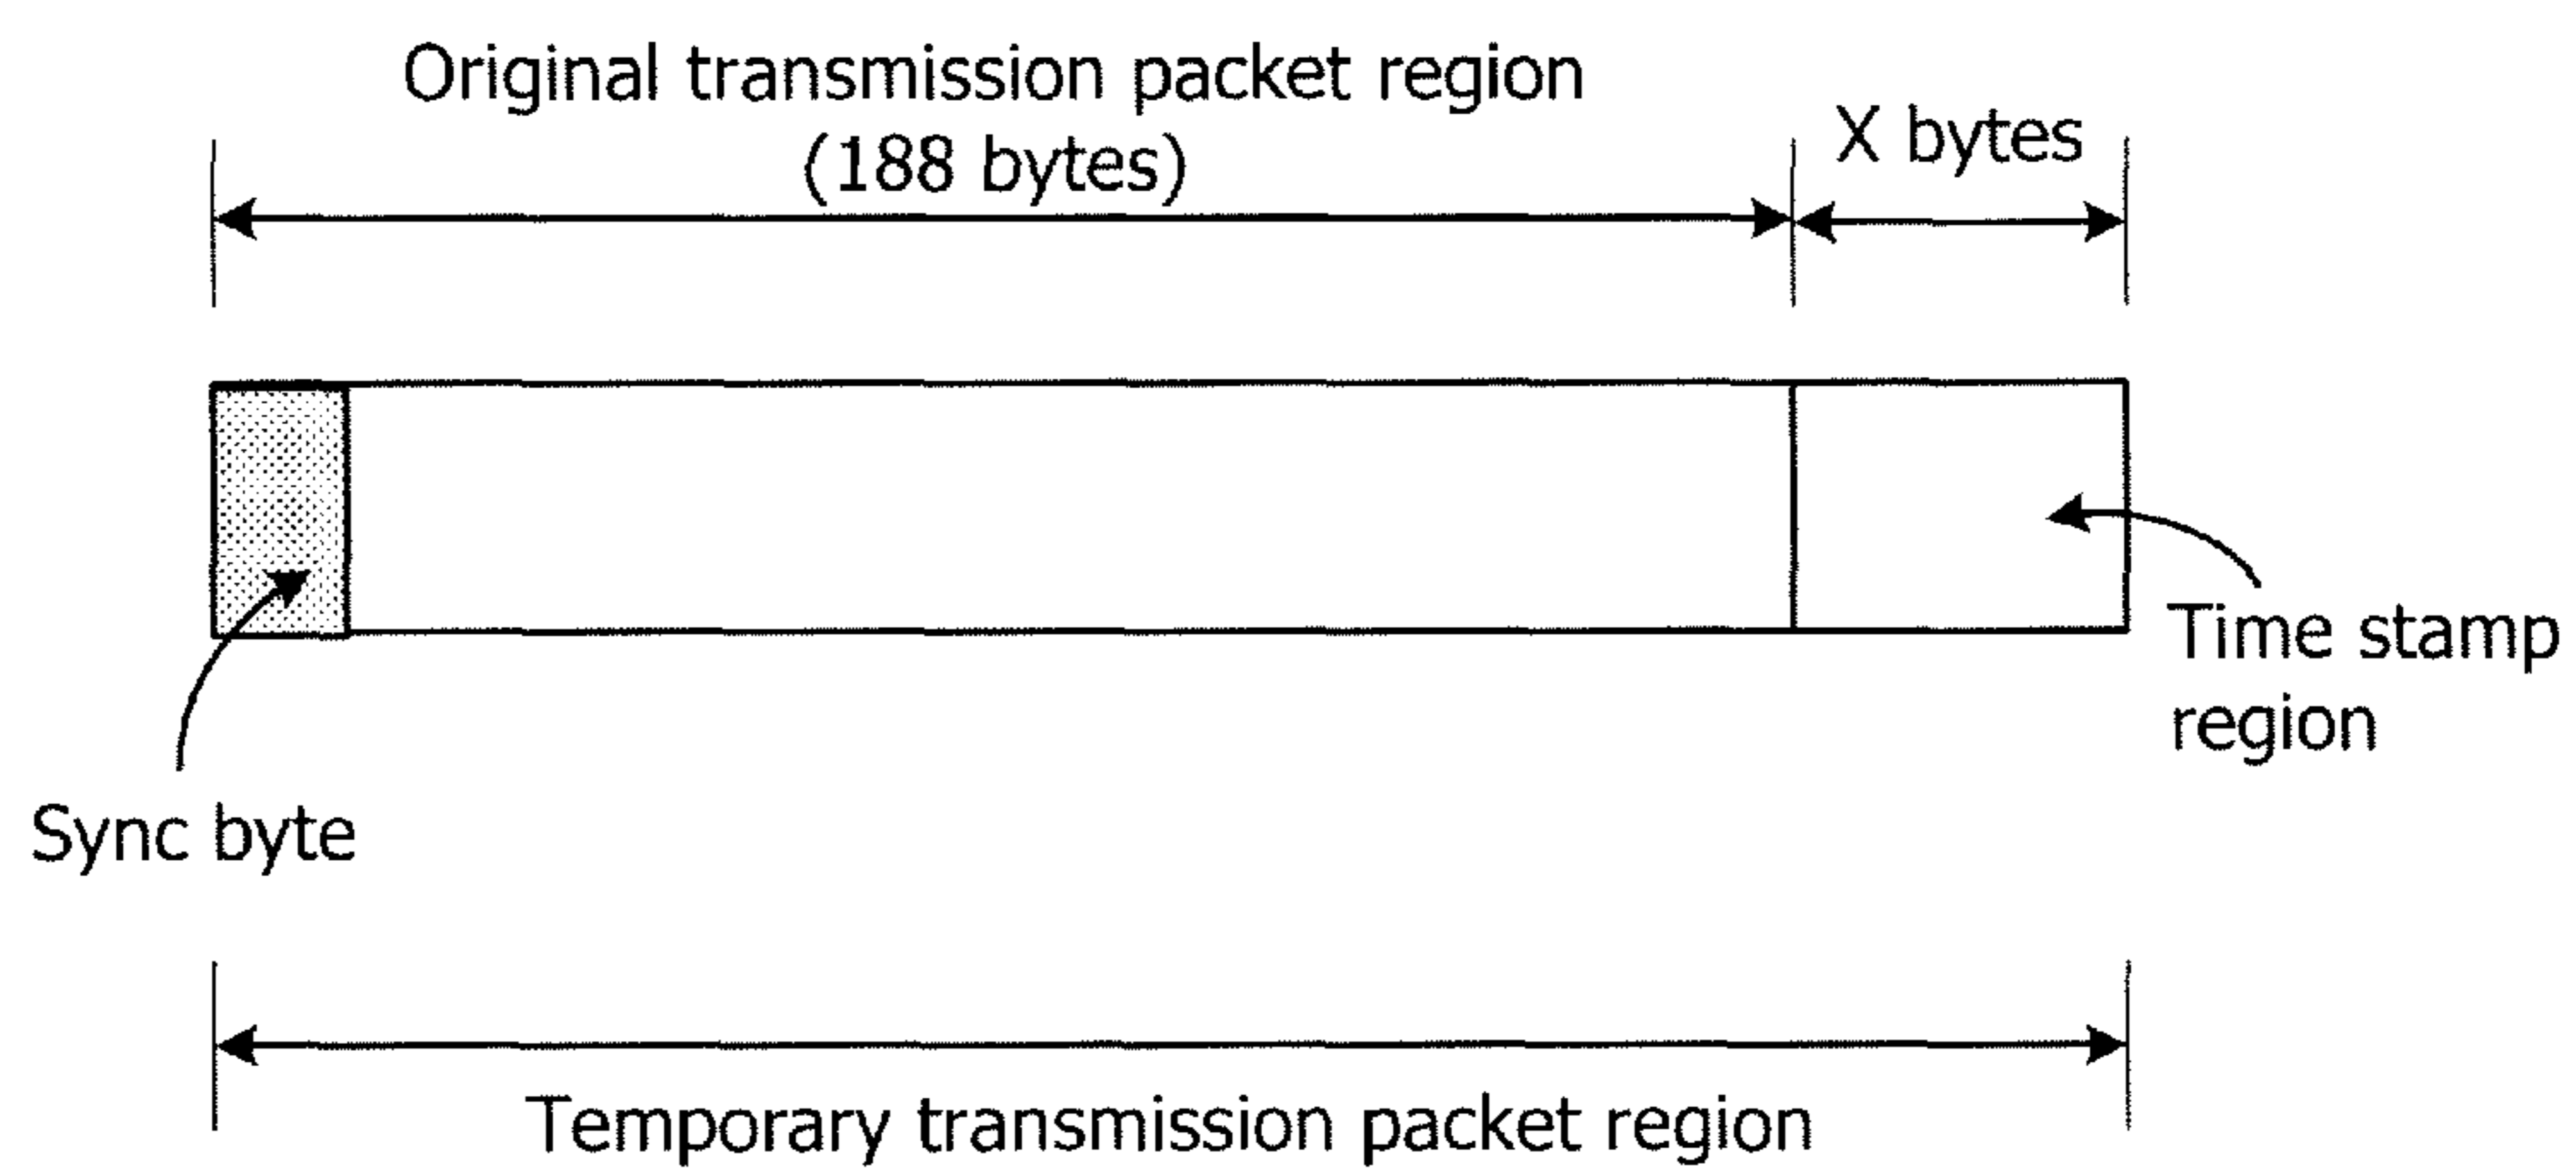 Original transmission packet region
(188 bytes)
X bytes
Time stamp
region
Sync byte
Temporary transmission packet region